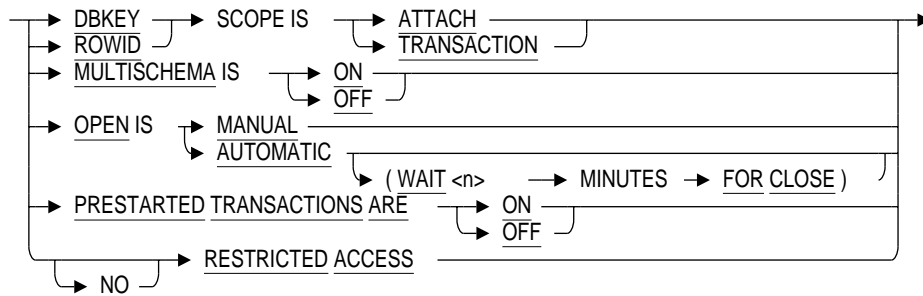 DBKEY SCOPE IS ATTACH
ROWID TRANSACTION
MULTISCHEMA IS ON
OFF
OPEN IS MANUAL
AUTOMATIC
( WAIT <n> MINUTES FOR CLOSE )
PRESTARTED TRANSACTIONS ARE ON
OFF
RESTRICTED ACCESS
NO